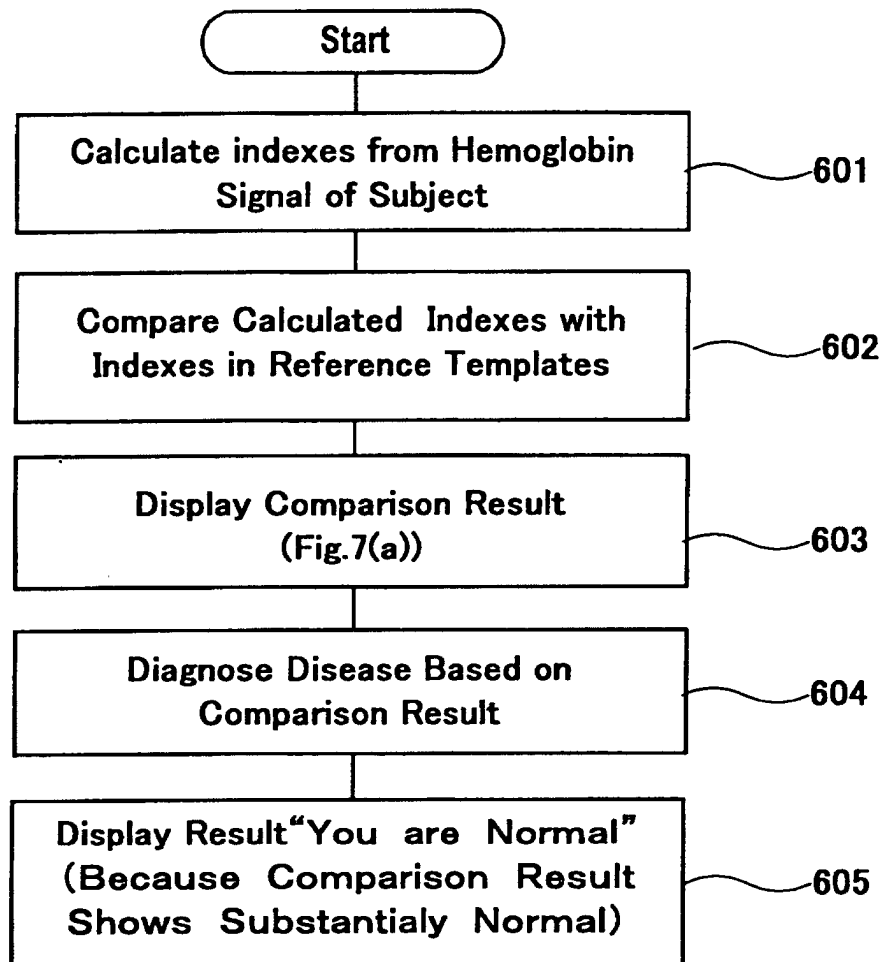 Start
Calculate indexes from Hemoglobin
Signal of Subject
601
Compare Calculated Indexes with
Indexes in Reference Templates
602
Display Comparison Result
(Fig.7(a))
603
Diagnose Disease Based on
Comparison Result
604
Display Result“You are Normal”
(Because Comparison Result
Shows Substantialy Normal)
605